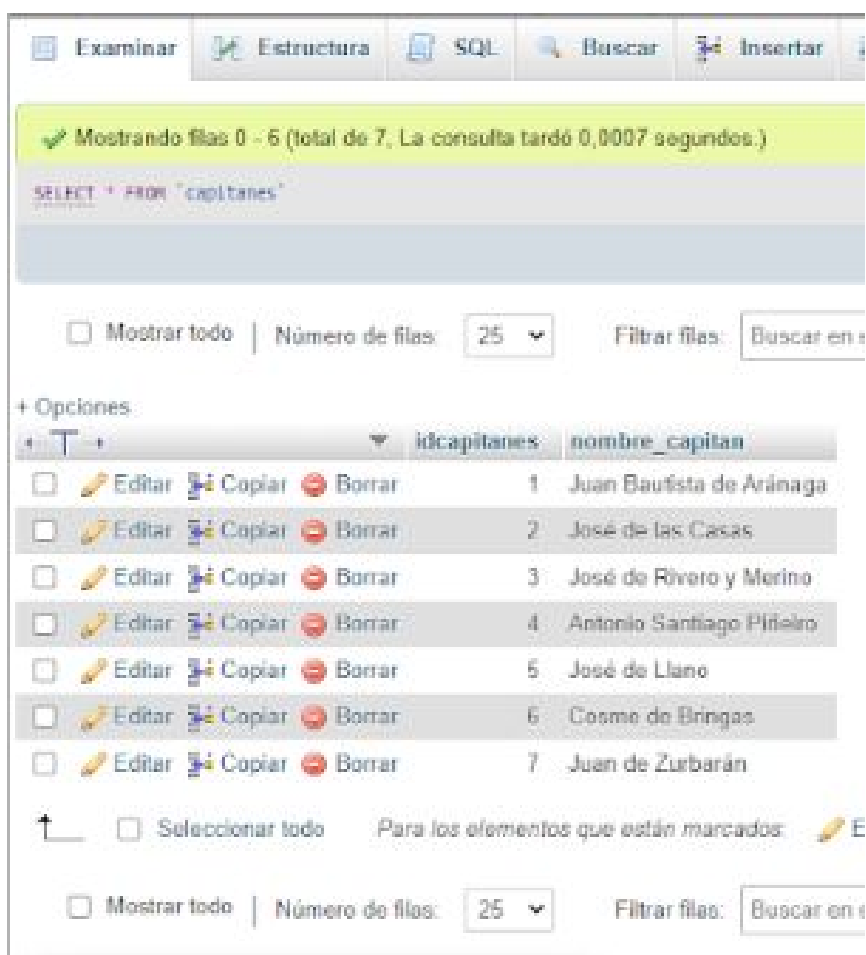 Examinar Estructura SQL Buscar Insertar
Mostrando filas 0 - 6 (total de 7, La consulta tardó 0,0007 segundos.)
SELECT * FROM `capitanes`
Mostrar todo | Número de filas: 25 Filtrar filas: Buscar en
+ Opciones
idcapitanes nombre_capitan
Editar Copiar Borrar 1 Juan Bautista de Aránaga
Editar Copiar Borrar 2 José de las Casas
Editar Copiar Borrar 3 José de Rivero y Merino
Editar Copiar Borrar 4 Antonio Santiago Piñeiro
Editar Copiar Borrar 5 José de Llano
Editar Copiar Borrar 6 Cosme de Bringas
Editar Copiar Borrar 7 Juan de Zurbarán
Seleccionar todo Para los elementos que están marcados: E
Mostrar todo | Número de filas: 25 Filtrar filas: Buscar en